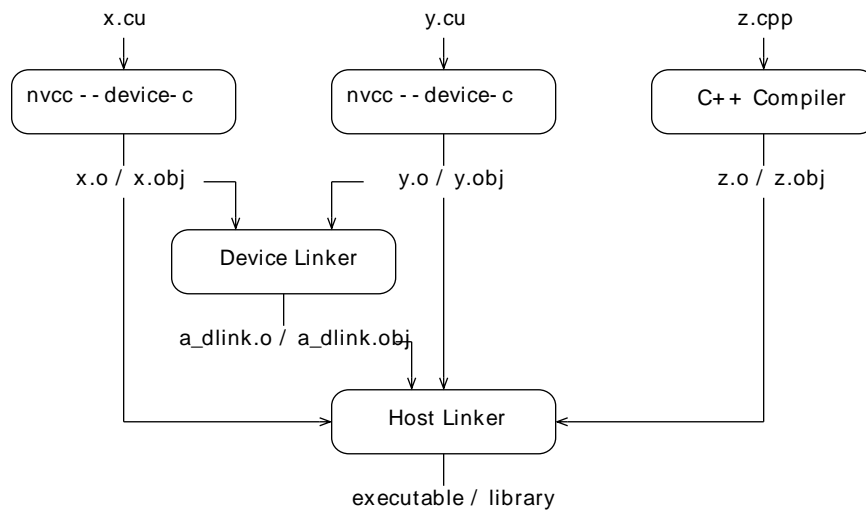 x.cu
y.cu
z.cpp
nvcc --device-c
nvcc --device-c
C++ Compiler
x.o / x.obj
y.o / y.obj
z.o / z.obj
Device Linker
a_dlink.o / a_dlink.obj
Host Linker
executable / library